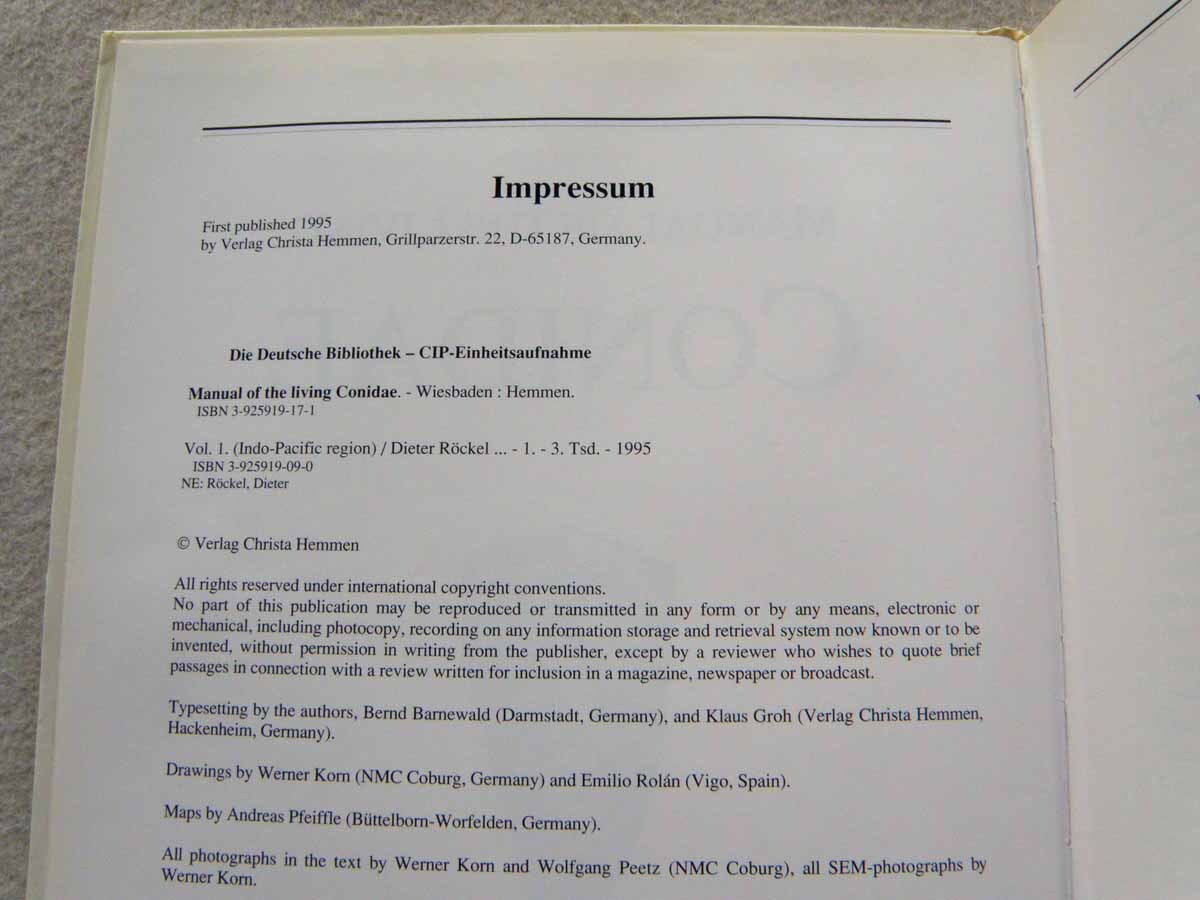 Impressum
First published 1995
by Verlag Christa Hemmen, Grillparzerstr. 22, D-65187, Germany.
Die Deutsche Bibliothek – CIP-Einheitsaufnahme
Manual of the living Conidae. - Wiesbaden : Hemmen.
ISBN 3-925919-17-1
Vol. 1. (Indo-Pacific region) / Dieter Röckel ... - 1. - 3. Tsd. - 1995
ISBN 3-925919-09-0
NE: Röckel, Dieter
© Verlag Christa Hemmen
All rights reserved under international copyright conventions.
No part of this publication may be reproduced or transmitted in any form or by any means, electronic or
mechanical, including photocopy, recording on any information storage and retrieval system now known or to be
invented, without permission in writing from the publisher, except by a reviewer who wishes to quote brief
passages in connection with a review written for inclusion in a magazine, newspaper or broadcast.
Typesetting by the authors, Bernd Barnewald (Darmstadt, Germany), and Klaus Groh (Verlag Christa Hemmen,
Hackenheim, Germany).
Drawings by Werner Korn (NMC Coburg, Germany) and Emilio Rolán (Vigo, Spain).
Maps by Andreas Pfeiffle (Büttelborn-Worfelden, Germany).
All photographs in the text by Werner Korn and Wolfgang Peetz (NMC Coburg), all SEM-photographs by
Werner Korn.